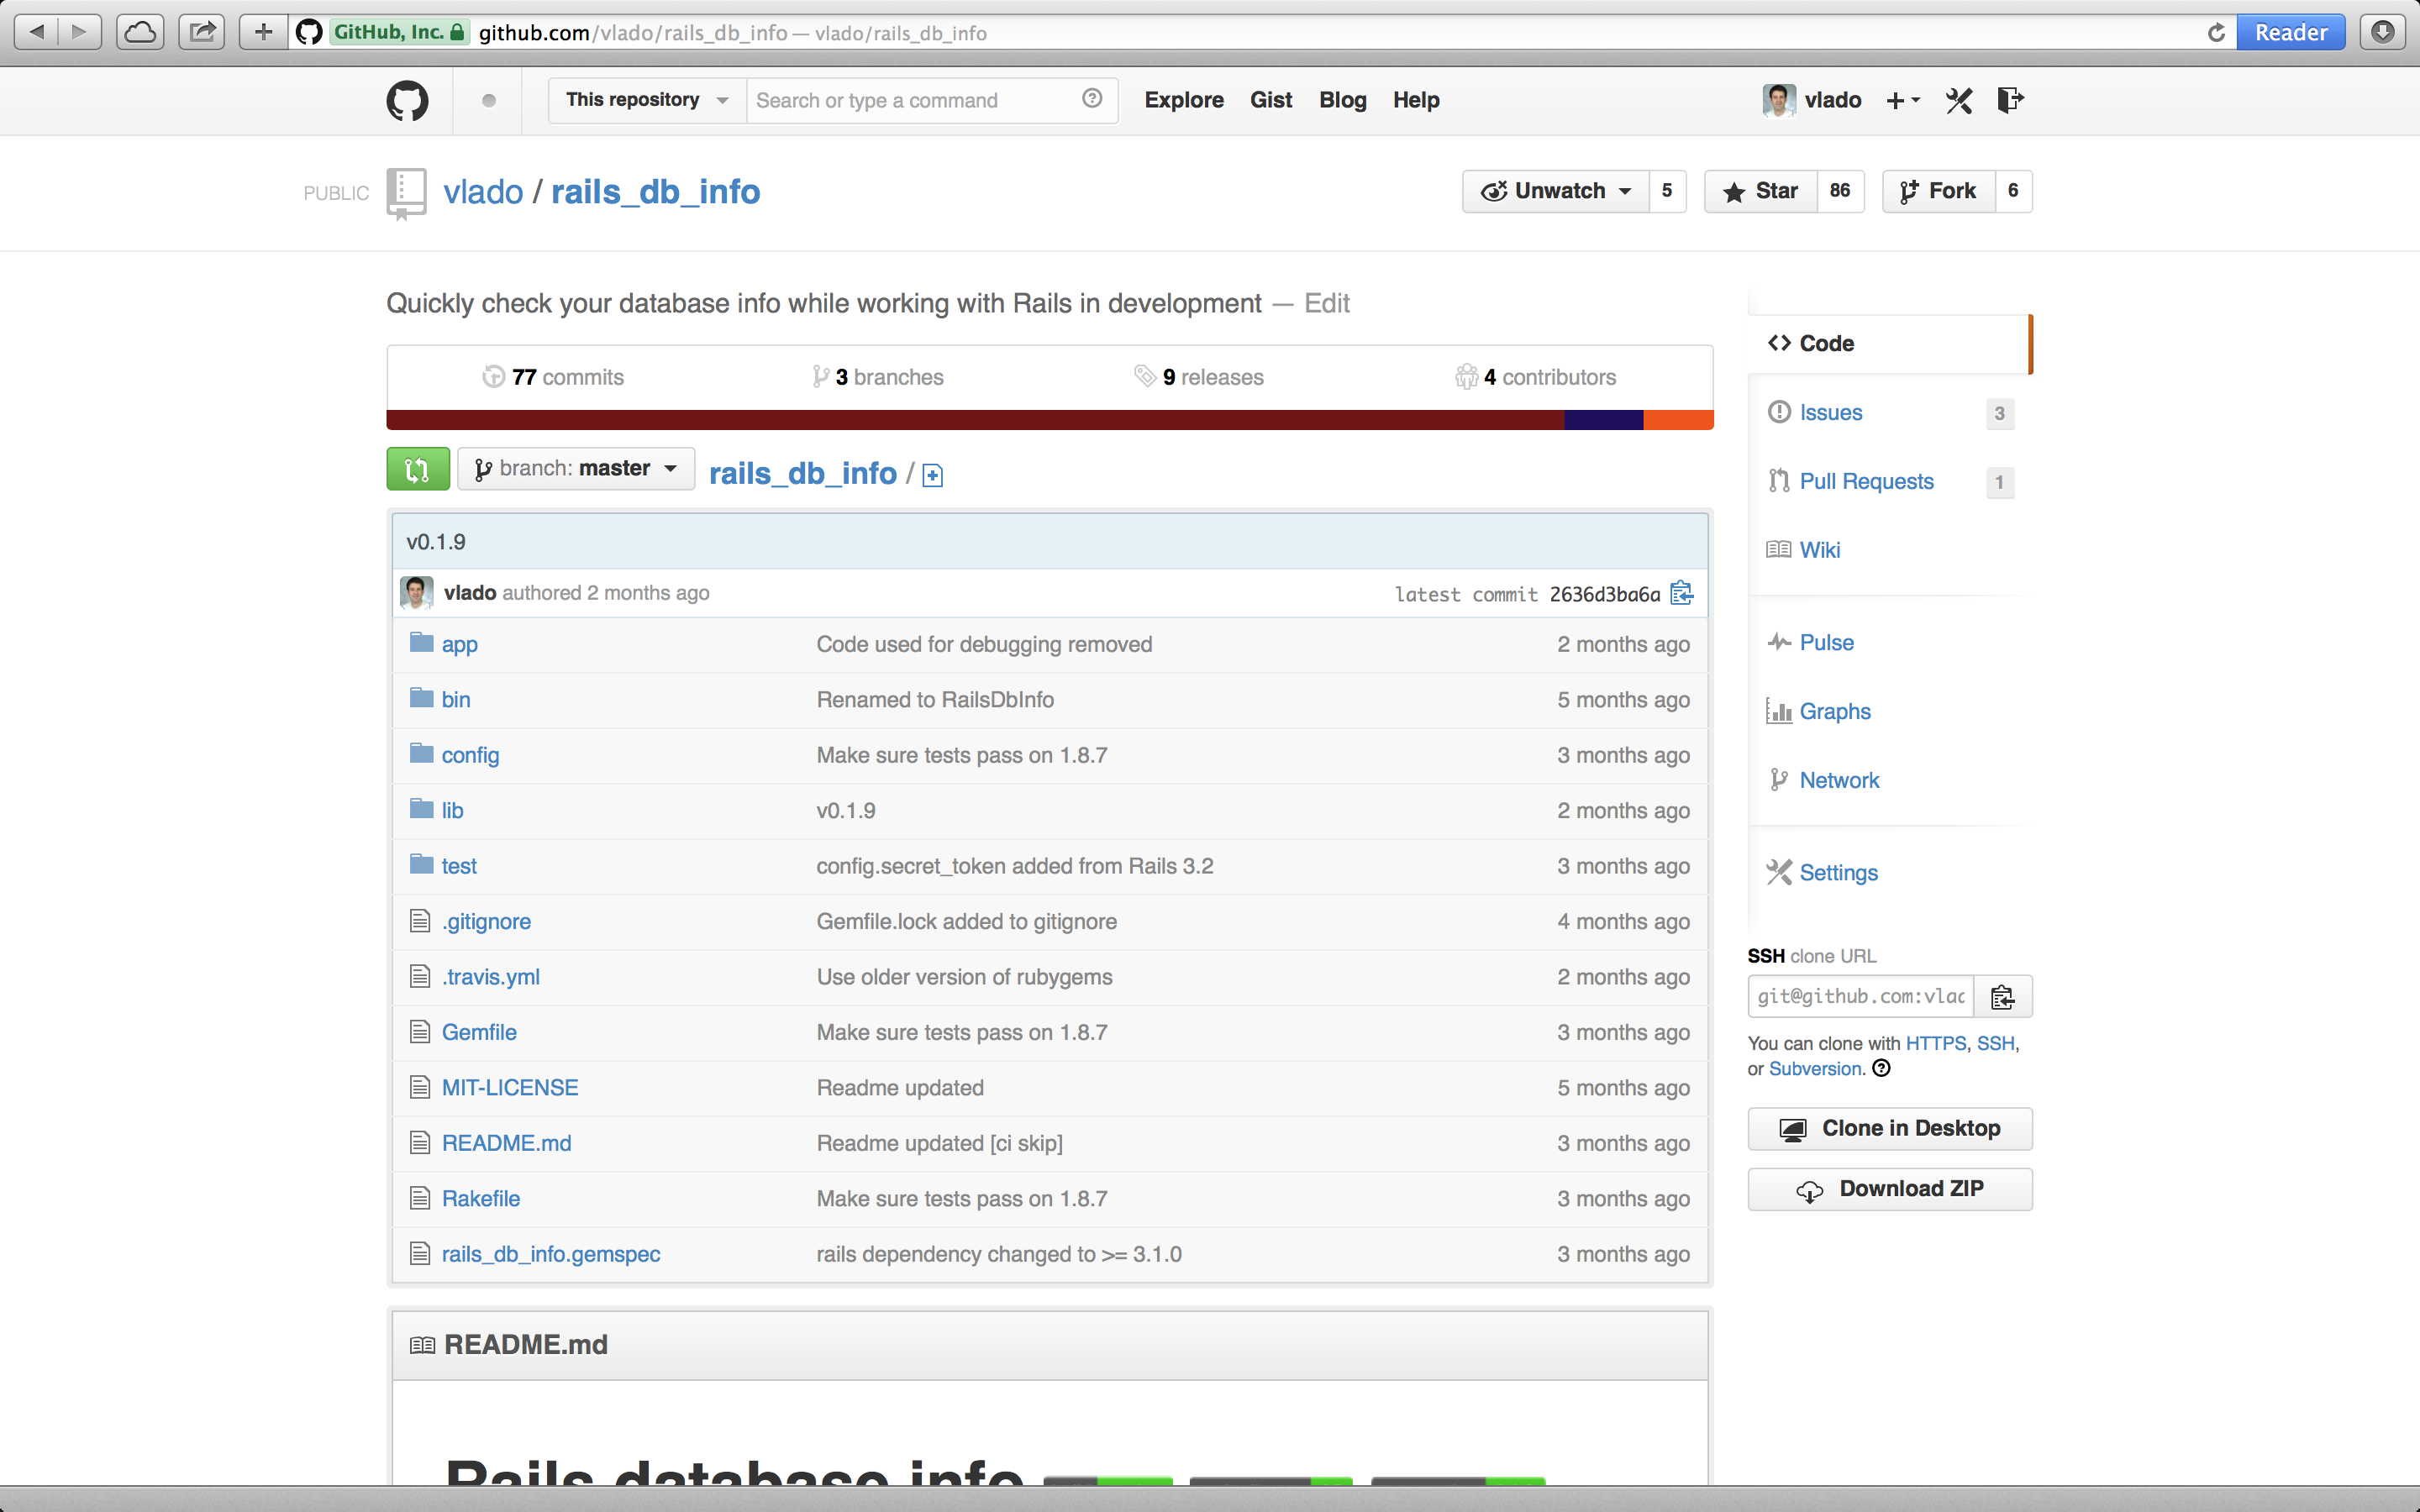 GitHub, Inc. github.com/vlado/rails_db_info — vlado/rails_db_info Reader
This repository Search or type a command Explore Gist Blog Help vlado
PUBLIC vlado / rails_db_info Unwatch 5 Star 86 Fork 6
Quickly check your database info while working with Rails in development — Edit
77 commits 3 branches 9 releases 4 contributors
branch: master rails_db_info /
v0.1.9
vlado authored 2 months ago latest commit 2636d3ba6a
app Code used for debugging removed 2 months ago
bin Renamed to RailsDbInfo 5 months ago
config Make sure tests pass on 1.8.7 3 months ago
lib v0.1.9 2 months ago
test config.secret_token added from Rails 3.2 3 months ago
.gitignore Gemfile.lock added to gitignore 4 months ago
.travis.yml Use older version of rubygems 2 months ago
Gemfile Make sure tests pass on 1.8.7 3 months ago
MIT-LICENSE Readme updated 5 months ago
README.md Readme updated [ci skip] 3 months ago
Rakefile Make sure tests pass on 1.8.7 3 months ago
rails_db_info.gemspec rails dependency changed to >= 3.1.0 3 months ago
README.md
Rails database info
Code
Issues 3
Pull Requests 1
Wiki
Pulse
Graphs
Network
Settings
SSH clone URL
git@github.com:vlad
You can clone with HTTPS, SSH,
or Subversion.
Clone in Desktop
Download ZIP